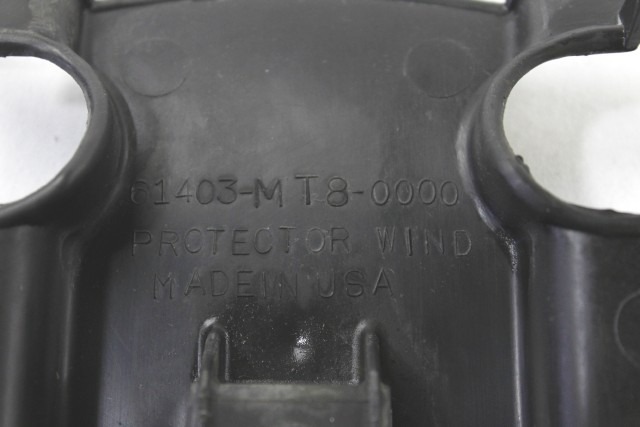 61403-MT8-0000
PROTECTOR WIND
MADE IN USA